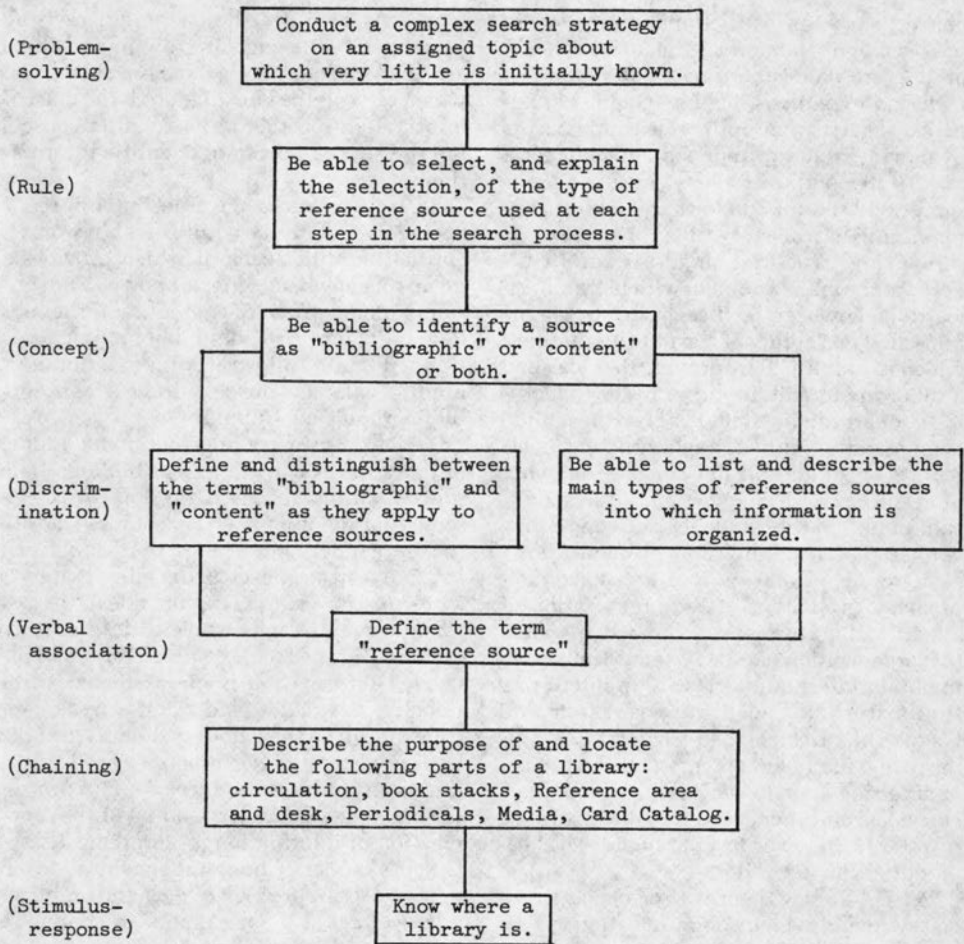 (Problem-
solving)
Conduct a complex search strategy
on an assigned topic about
which very little is initially known.
(Rule)
Be able to select, and explain
the selection, of the type of
reference source used at each
step in the search process.
(Concept)
Be able to identify a source
as "bibliographic" or "content"
or both.
(Discrim-
ination)
Define and distinguish between
the terms "bibliographic" and
"content" as they apply to
reference sources.
Be able to list and describe the
main types of reference sources
into which information is
organized.
(Verbal
association)
Define the term
"reference source"
(Chaining)
Describe the purpose of and locate
the following parts of a library:
circulation, book stacks, Reference area
and desk, Periodicals, Media, Card Catalog.
(Stimulus-
response)
Know where a
library is.